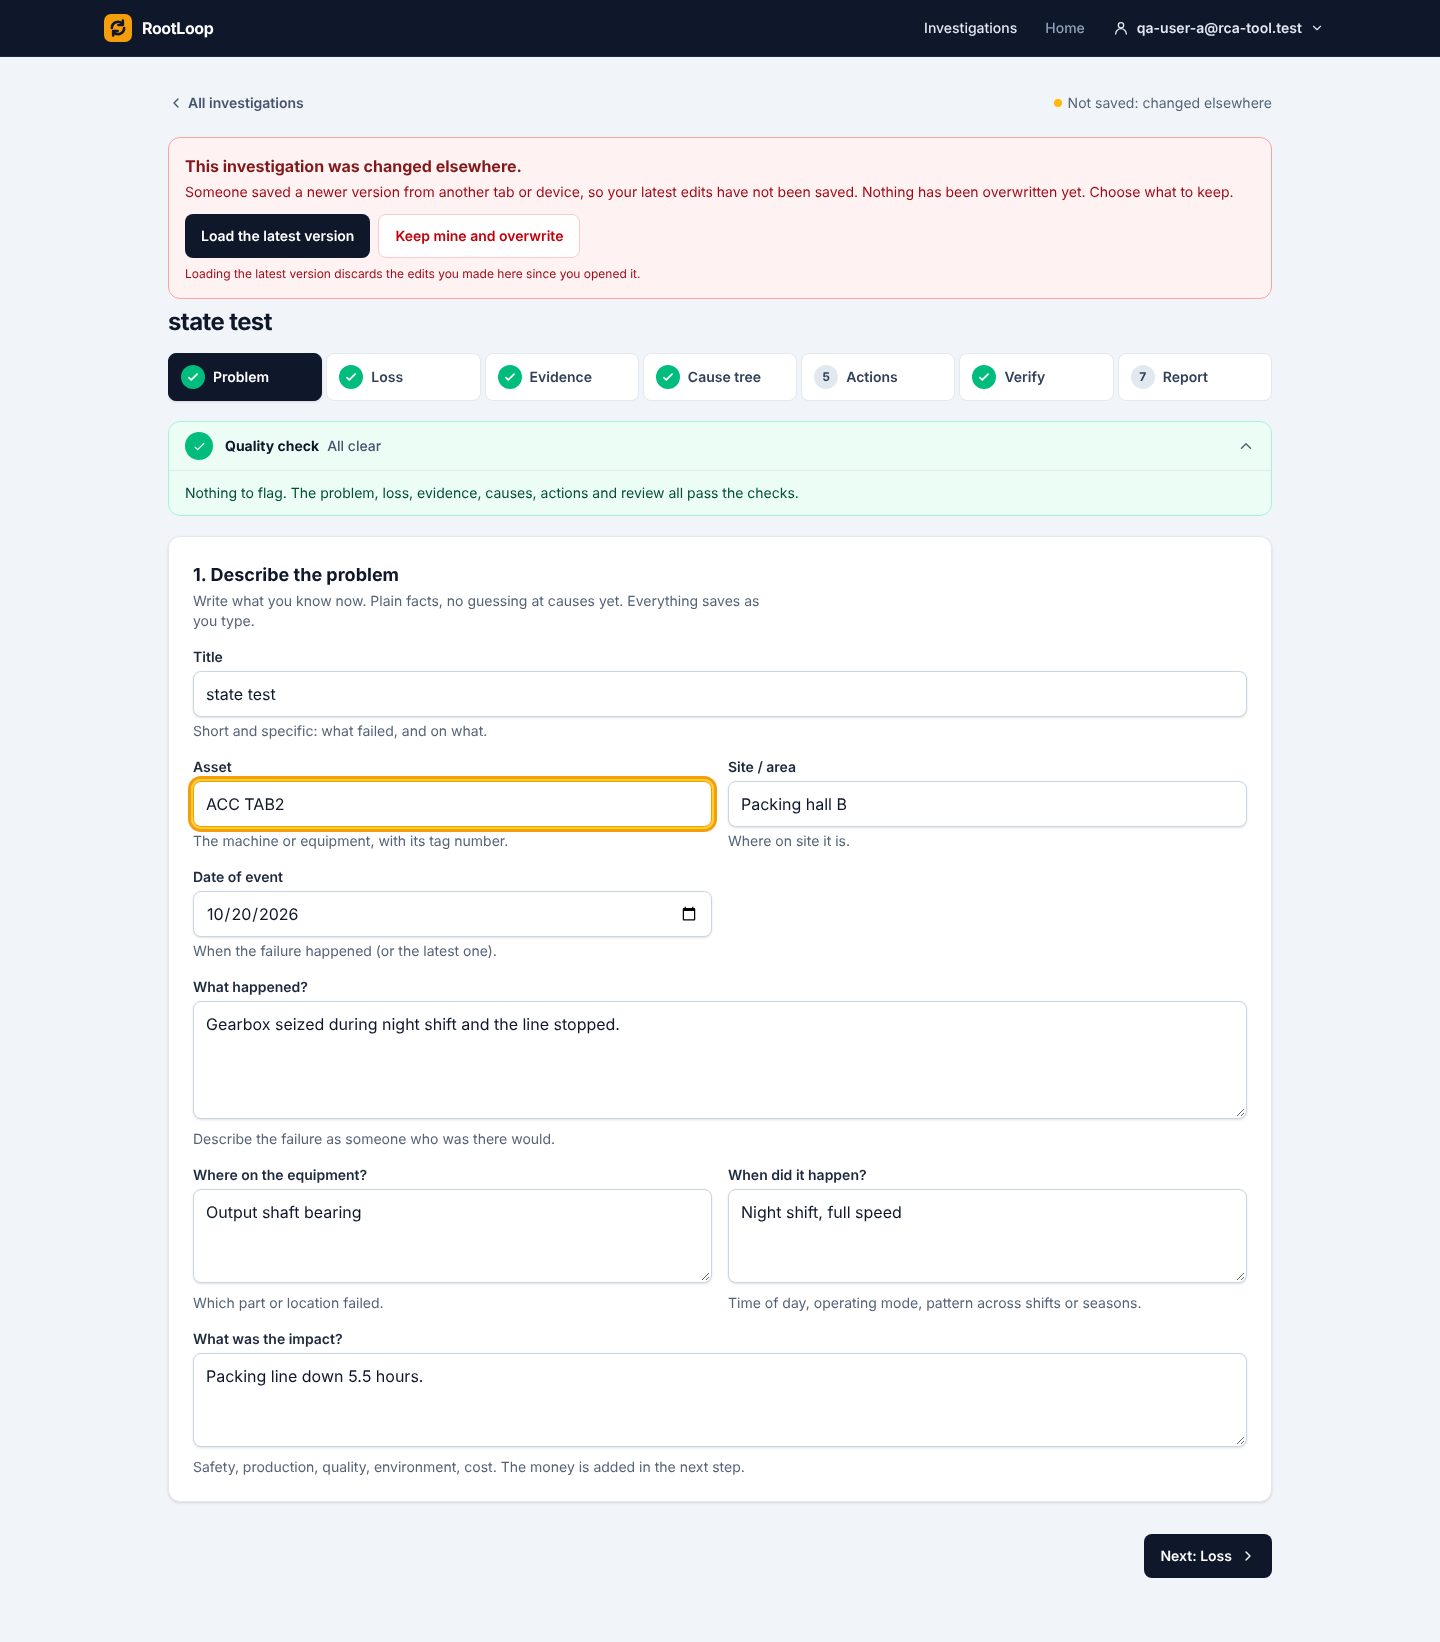 RootLoop
Investigations
Home
qa-user-a@rca-tool.test
All investigations
Not saved: changed elsewhere
This investigation was changed elsewhere.
Someone saved a newer version from another tab or device, so your latest edits have not been saved. Nothing has been overwritten yet. Choose what to keep.
Load the latest version
Keep mine and overwrite
Loading the latest version discards the edits you made here since you opened it.
state test
Problem
Loss
Evidence
Cause tree
5 Actions
Verify
7 Report
Quality check All clear
Nothing to flag. The problem, loss, evidence, causes, actions and review all pass the checks.
1. Describe the problem
Write what you know now. Plain facts, no guessing at causes yet. Everything saves as
you type.
Title
state test
Short and specific: what failed, and on what.
Asset
ACC TAB2
The machine or equipment, with its tag number.
Site / area
Packing hall B
Where on site it is.
Date of event
10/20/2026
When the failure happened (or the latest one).
What happened?
Gearbox seized during night shift and the line stopped.
Describe the failure as someone who was there would.
Where on the equipment?
Output shaft bearing
Which part or location failed.
When did it happen?
Night shift, full speed
Time of day, operating mode, pattern across shifts or seasons.
What was the impact?
Packing line down 5.5 hours.
Safety, production, quality, environment, cost. The money is added in the next step.
Next: Loss